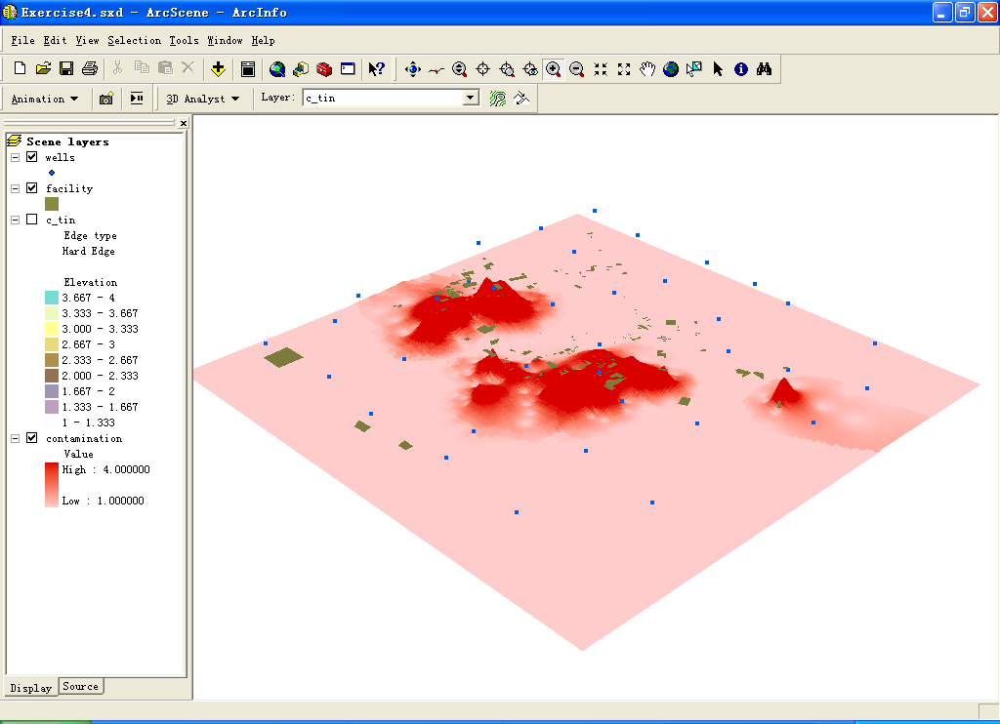 Exercise4.sxd - ArcScene - ArcInfo
File Edit View Selection Tools Window Help
Animation 3D Analyst Layer: c_tin
Scene layers
wells
facility
c_tin
Edge type
Hard Edge
Elevation
3.667 - 4
3.333 - 3.667
3.000 - 3.333
2.667 - 3
2.333 - 2.667
2.000 - 2.333
1.667 - 2
1.333 - 1.667
1 - 1.333
contamination
Value
High : 4.000000
Low : 1.000000
Display Source